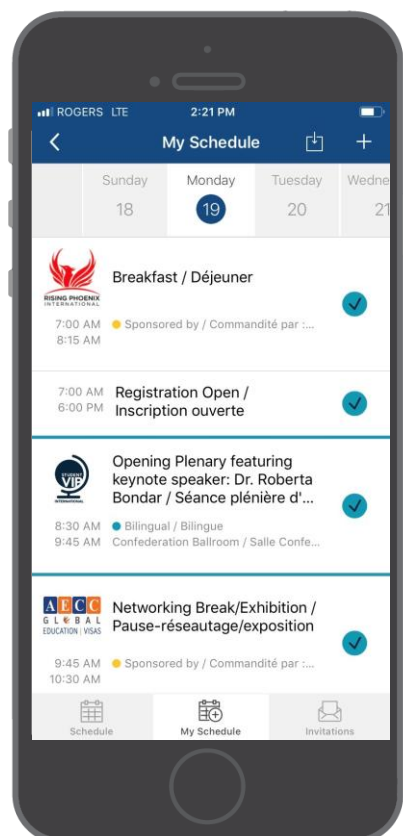 ROGERS LTE 2:21 PM
My Schedule
Sunday Monday Tuesday Wedne
18 19 20 21
RISING PHOENIX
INTERNATIONAL
Breakfast / Déjeuner
7:00 AM Sponsored by / Commandité par :...
8:15 AM
7:00 AM Registration Open /
6:00 PM Inscription ouverte
STUDENT
VIP
INTERNATIONAL
Opening Plenary featuring
keynote speaker: Dr. Roberta
Bondar / Séance plénière d'...
8:30 AM Bilingual / Bilingue
9:45 AM Confederation Ballroom / Salle Confe...
AECC
GLOBAL
EDUCATION | VISAS
Networking Break/Exhibition /
Pause-réseautage/exposition
9:45 AM Sponsored by / Commandité par :...
10:30 AM
Schedule My Schedule Invitations